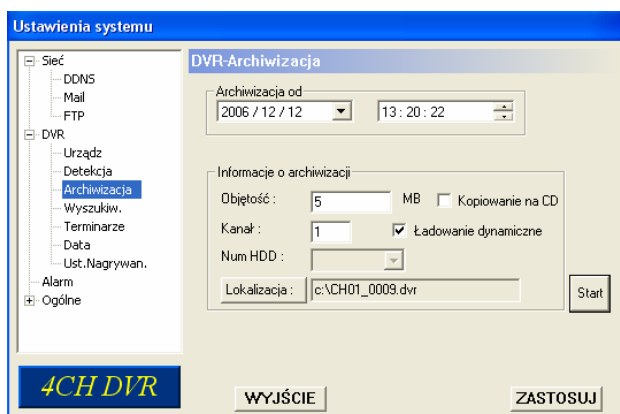 Ustawienia systemu
Sieć
DDNS
Mail
FTP
DVR
Urządz
Detekcja
Archiwizacja
Wyszukiw.
Terminarze
Data
Ust.Nagrywan.
Alarm
Ogólne
4CH DVR
DVR-Archiwizacja
Archiwizacja od
2006 / 12 / 12 13 : 20 : 22
Informacje o archiwizacji
Objętość : 5 MB Kopiowanie na CD
Kanał : 1 Ładowanie dynamiczne
Num HDD :
Lokalizacja : c:\CH01_0009.dvr
Start
WYJŚCIE ZASTOSUJ